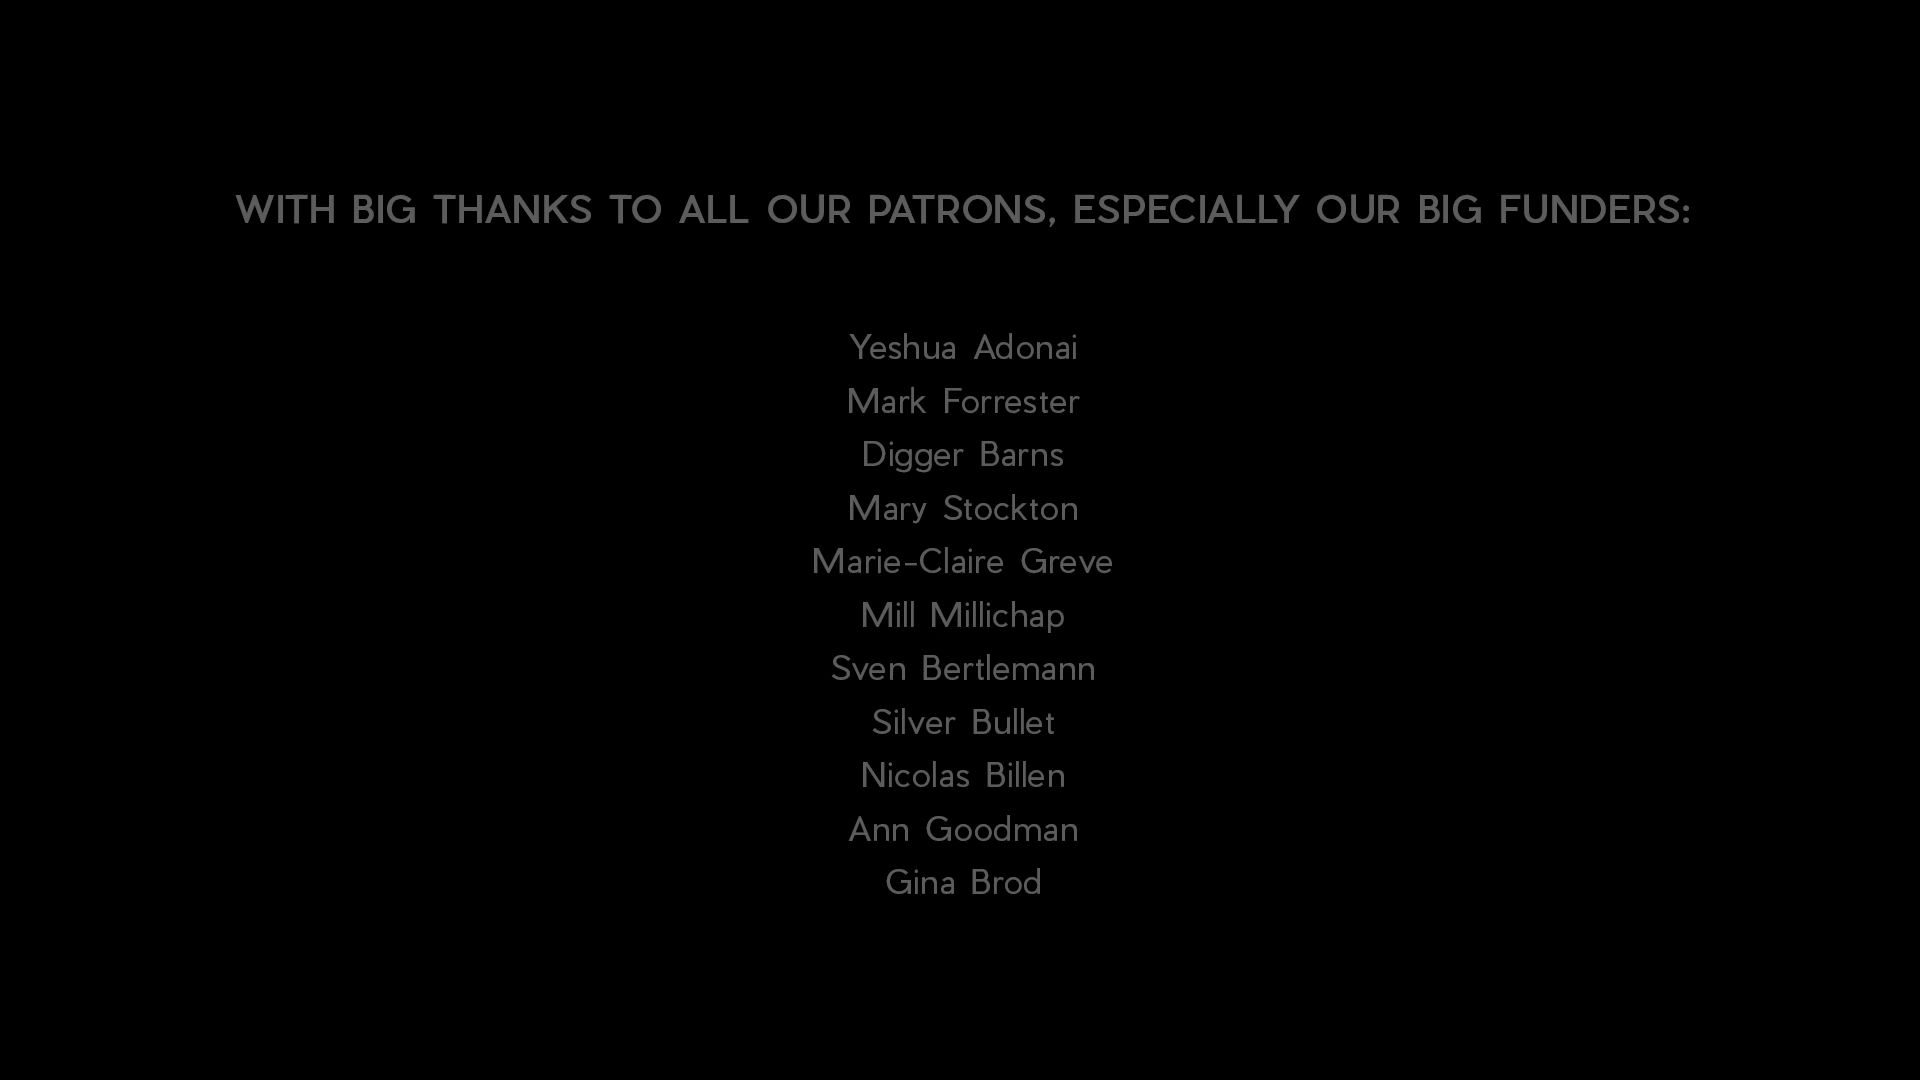 WITH BIG THANKS TO ALL OUR PATRONS, ESPECIALLY OUR BIG FUNDERS:
Yeshua Adonai
Mark Forrester
Digger Barns
Mary Stockton
Marie-Claire Greve
Mill Millichap
Sven Bertlemann
Silver Bullet
Nicolas Billen
Ann Goodman
Gina Brod